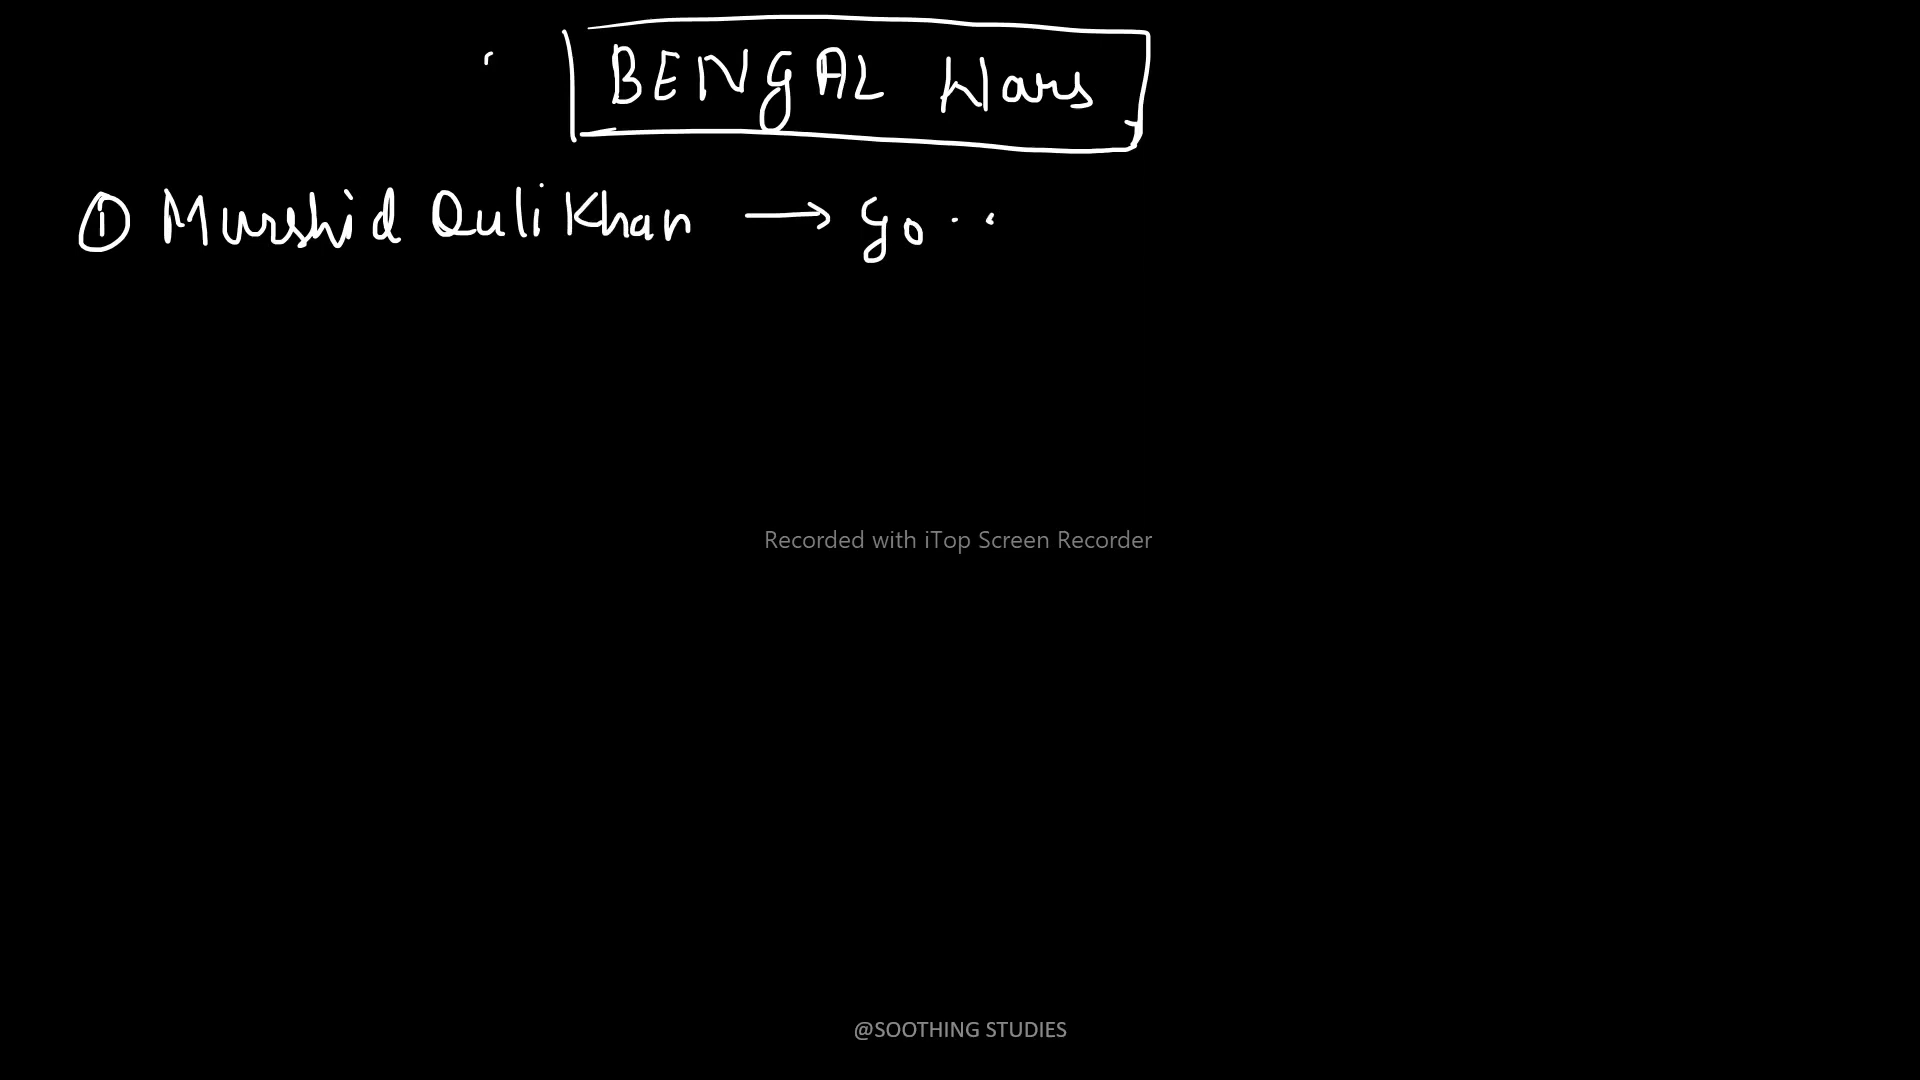 BENGAL Wars
① Murshid Quli Khan → Go..
Recorded with iTop Screen Recorder
@SOOTHING STUDIES